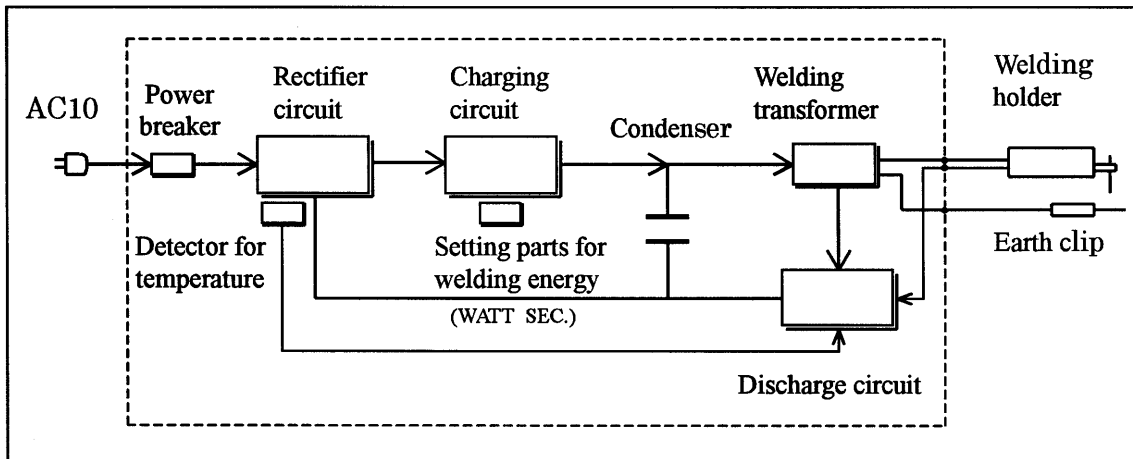 AC10
Power
breaker
Rectifier
circuit
Charging
circuit
Condenser
Welding
transformer
Welding
holder
Detector for
temperature
Setting parts for
welding energy
(WATT SEC.)
Earth clip
Discharge circuit